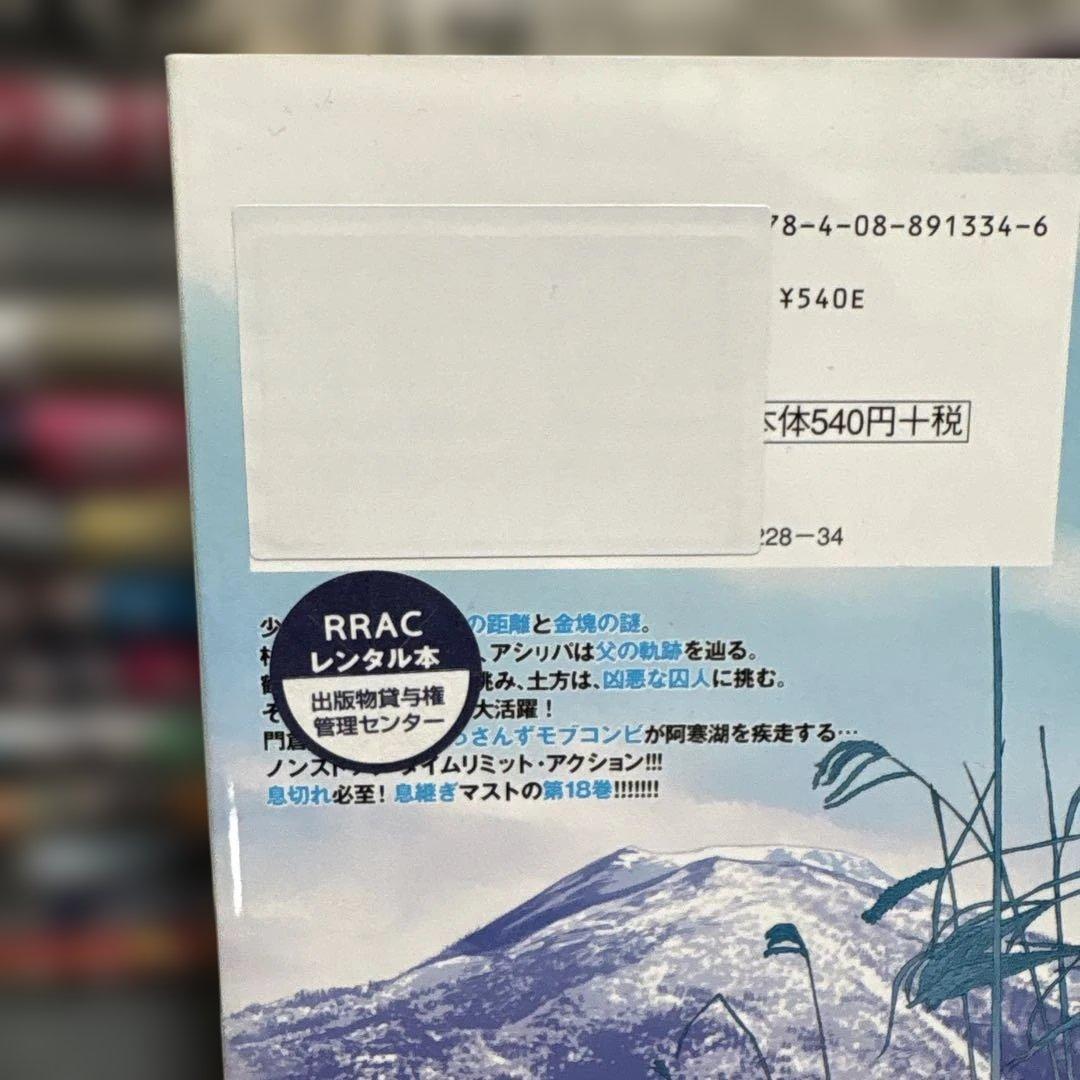 78-4-08-891334-6
¥540E
本体540円+税
228-34
少
の距離と金塊の謎。
、アシㇼパは父の軌跡を辿る。
挑み、土方は、凶悪な囚人に挑む。
そ
大活躍!
門倉
さんずモブコンビが阿寒湖を疾走する…
ノンスト
タイムリミット・アクション!!!
息切れ必至! 息継ぎマストの第18巻!!!!!!!
RRAC
レンタル本
出版物貸与権
管理センター